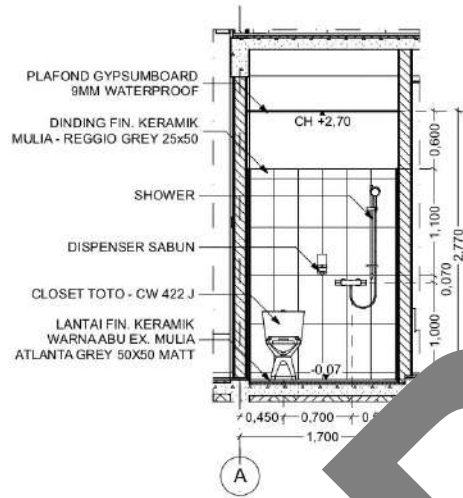 PLAFOND GYPSUMBOARD
9MM WATERPROOF
CH +2,70
DINDING FIN. KERAMIK
MULIA - REGGIO GREY 25x50
SHOWER
DISPENSER SABUN
CLOSET TOTO - CW 422 J
LANTAI FIN. KERAMIK
WARNA ABU EX. MULIA
ATLANTA GREY 50X50 MATT
-0,07
0,600
1,100
0,070
1,000
2,770
0,450
0,700
1,700
A